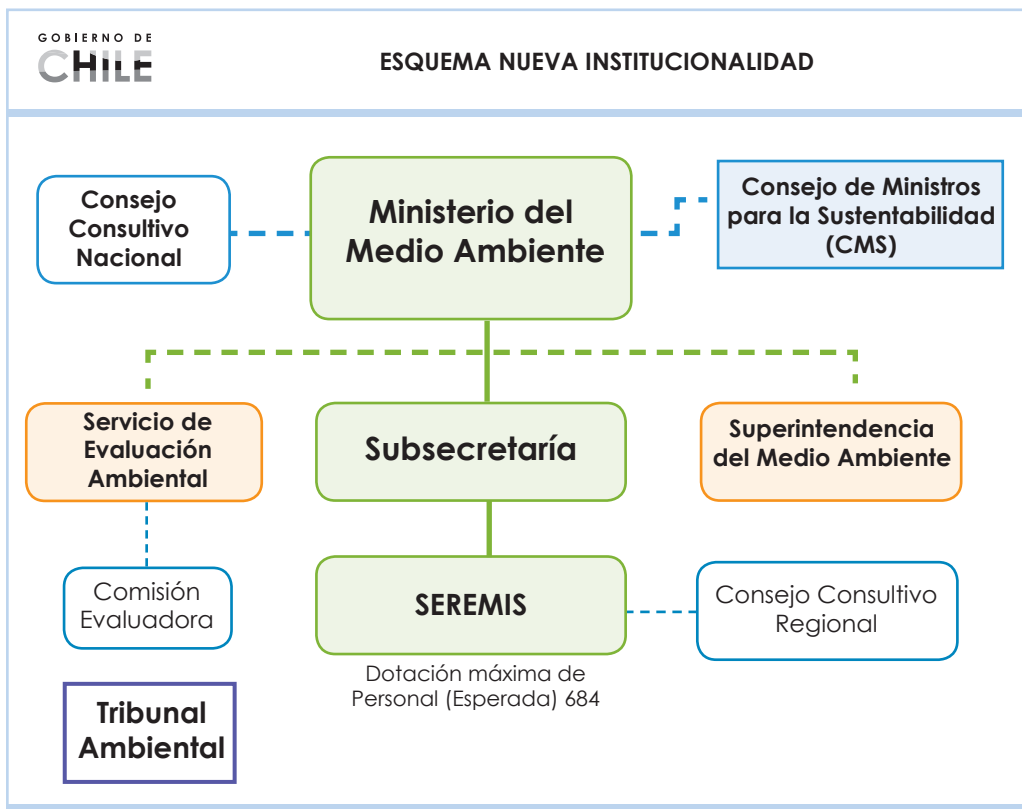 GOBIERNO DE
CHILE
ESQUEMA NUEVA INSTITUCIONALIDAD
Consejo
Consultivo
Nacional
Ministerio del
Medio Ambiente
Consejo de Ministros
para la Sustentabilidad
(CMS)
Servicio de
Evaluación
Ambiental
Subsecretaría
Superintendencia
del Medio Ambiente
Comisión
Evaluadora
SEREMIS
Consejo Consultivo
Regional
Dotación máxima de
Personal (Esperada) 684
Tribunal
Ambiental